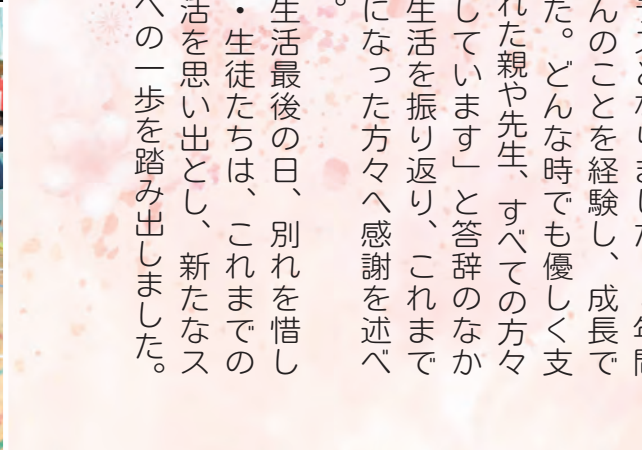 んのことを経験し、成長で
た。どんな時でも優しく支
れた親や先生、すべての方々
しています」と答辞のなか
生活を振り返り、これまで
になった方々へ感謝を述べ
。
生活最後の日、別れを惜し
・生徒たちは、これまでの
活を思い出とし、新たなス
への一歩を踏み出しました。